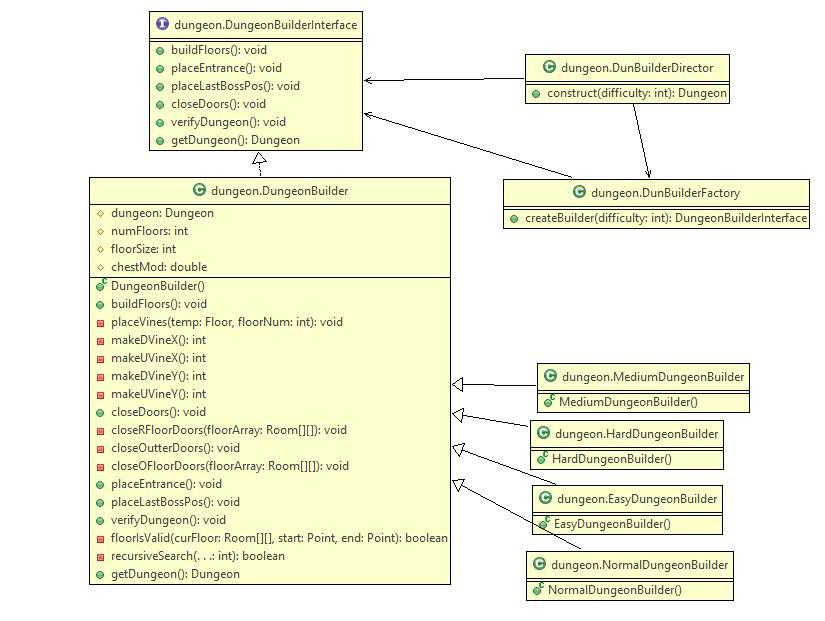 I dungeon.DungeonBuilderInterface
buildFloors(): void
placeEntrance(): void
placeLastBossPos(): void
closeDoors(): void
verifyDungeon(): void
getDungeon(): Dungeon
C dungeon.DunBuilderDirector
construct(difficulty: int): Dungeon
C dungeon.DunBuilderFactory
createBuilder(difficulty: int): DungeonBuilderInterface
C dungeon.DungeonBuilder
dungeon: Dungeon
numFloors: int
floorSize: int
chestMod: double
c DungeonBuilder()
buildFloors(): void
placeVines(temp: Floor, floorNum: int): void
makeDVineX(): int
makeUVineX(): int
makeDVineY(): int
makeUVineY(): int
closeDoors(): void
closeRFloorDoors(floorArray: Room[][]): void
closeOutterDoors(): void
closeOFloorDoors(floorArray: Room[][]): void
placeEntrance(): void
placeLastBossPos(): void
verifyDungeon(): void
floorIsValid(curFloor: Room[][], start: Point, end: Point): boolean
recursiveSearch(. . .: int): boolean
getDungeon(): Dungeon
C dungeon.MediumDungeonBuilder
c MediumDungeonBuilder()
C dungeon.HardDungeonBuilder
c HardDungeonBuilder()
C dungeon.EasyDungeonBuilder
c EasyDungeonBuilder()
C dungeon.NormalDungeonBuilder
c NormalDungeonBuilder()